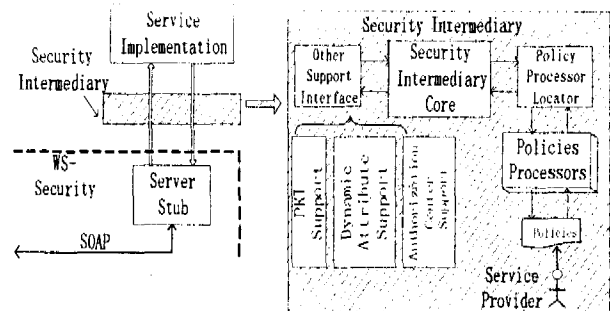 Service
Implementation
Security
Intermediary
WS-
Security
Server
Stub
SOAP
Security Intermediary
Other
Support
Interface
Security
Intermediary
Core
Policy
Processor
Locator
PKI
Support
Dynamic
Attribute
Support
Authorization
Center
Support
Policies
Processors
Policies
Service
Provider